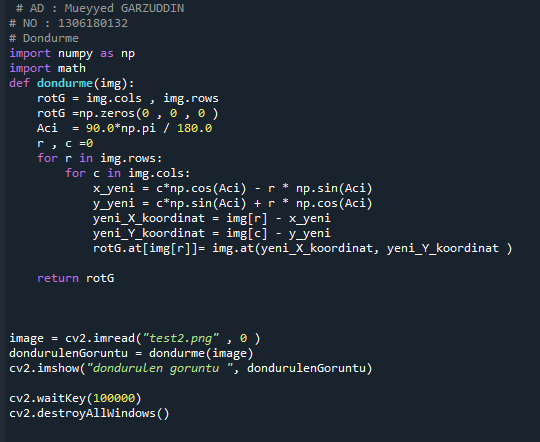 # AD : Mueyyed GARZUDDIN
# NO : 1306180132
# Dondurme
import numpy as np
import math
def dondurme(img):
    rotG = img.cols , img.rows
    rotG =np.zeros(0 , 0 , 0 )
    Aci  = 90.0*np.pi / 180.0
    r , c =0
    for r in img.rows:
        for c in img.cols:
            x_yeni = c*np.cos(Aci) - r * np.sin(Aci)
            y_yeni = c*np.sin(Aci) + r * np.cos(Aci)
            yeni_X_koordinat = img[r] - x_yeni
            yeni_Y_koordinat = img[c] - y_yeni
            rotG.at[img[r]]= img.at(yeni_X_koordinat, yeni_Y_koordinat )
    return rotG
image = cv2.imread("test2.png" , 0 )
dondurulenGoruntu = dondurme(image)
cv2.imshow("dondurulen goruntu ", dondurulenGoruntu)
cv2.waitKey(100000)
cv2.destroyAllWindows()